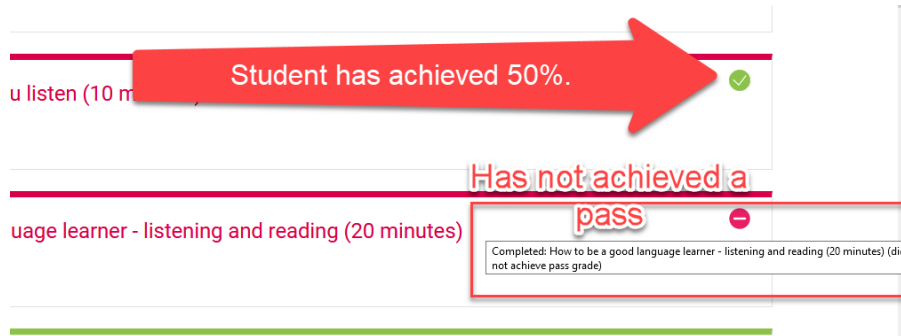 Student has achieved 50%.
u listen (10 m
Has not achieved a
pass
uage learner - listening and reading (20 minutes)
Completed: How to be a good language learner - listening and reading (20 minutes) (di
not achieve pass grade)